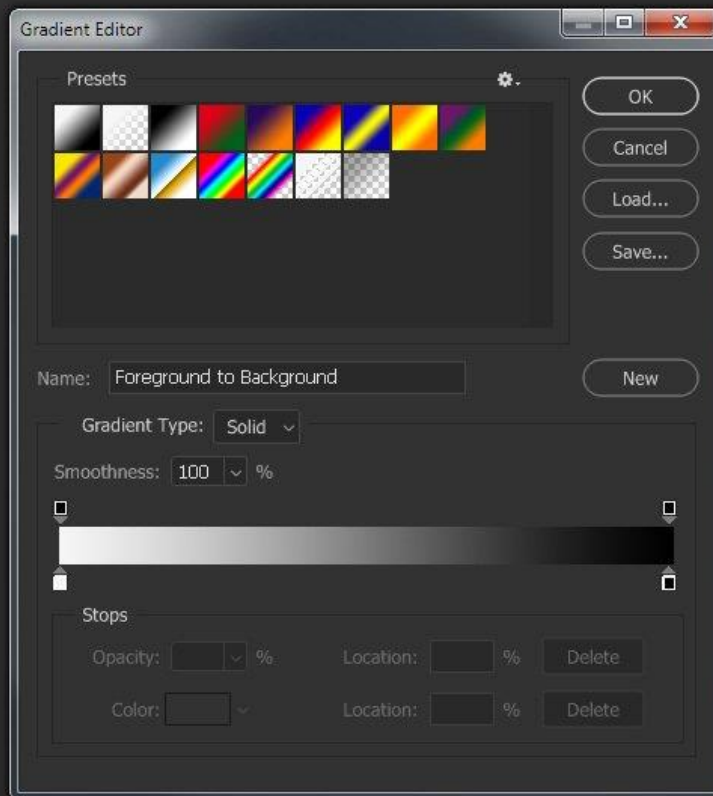 Gradient Editor
Presets
OK
Cancel
Load...
Save...
Name: Foreground to Background
New
Gradient Type: Solid
Smoothness: 100 %
Stops
Opacity: % Location: % Delete
Color: Location: % Delete